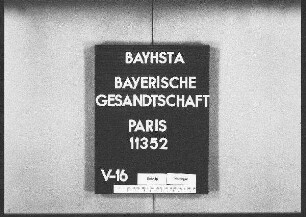 BAYHSTA
BAYERISCHE
GESANDTSCHAFT
PARIS
11352
V-16